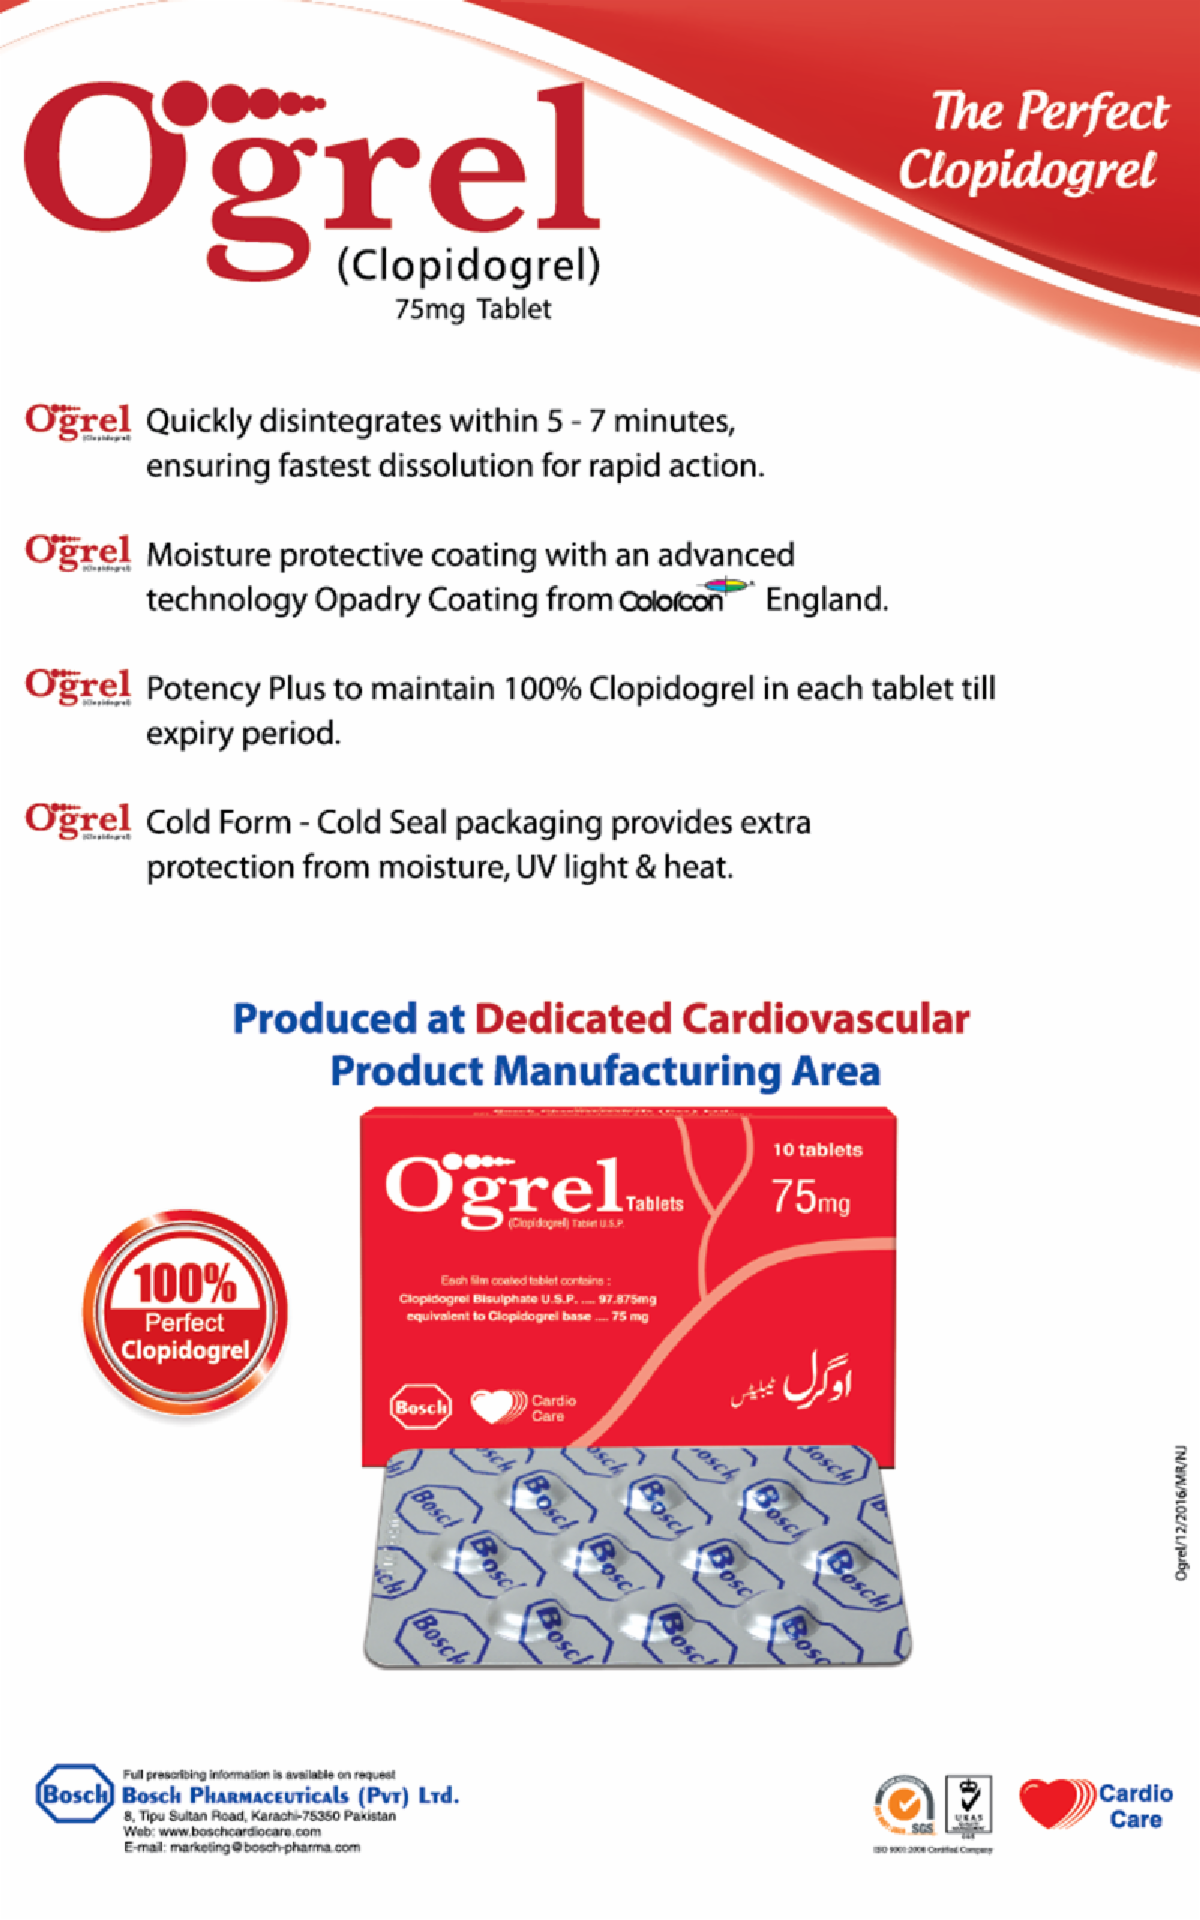 Ogrel
(Clopidogrel)
75mg Tablet
The Perfect
Clopidogrel
Ogrel Quickly disintegrates within 5 - 7 minutes,
(Clopidogrel)
ensuring fastest dissolution for rapid action.
Ogrel Moisture protective coating with an advanced
(Clopidogrel)
technology Opadry Coating from Colorcon England.
Ogrel Potency Plus to maintain 100% Clopidogrel in each tablet till
(Clopidogrel)
expiry period.
Ogrel Cold Form - Cold Seal packaging provides extra
(Clopidogrel)
protection from moisture, UV light & heat.
Produced at Dedicated Cardiovascular
Product Manufacturing Area
Bosch Pharmaceuticals (Pvt) Ltd.
10 tablets
Ogrel Tablets
75mg
(Clopidogrel) Tablet U.S.P.
Each film coated tablet contains :
Clopidogrel Bisulphate U.S.P. .... 97.875mg
equivalent to Clopidogrel base .... 75 mg
اوگرل ٹیبلیٹس
Bosch
Cardio
Care
100%
Perfect
Clopidogrel
Bosch Bosch Bosch Bosch
Bosch Bosch Bosch Bosch
Bosch Bosch Bosch Bosch
Bosch Bosch Bosch Bosch
Ogrel/12/2016/MR/NJ
Full prescribing information is available on request
Bosch
Bosch Pharmaceuticals (Pvt) Ltd.
8, Tipu Sultan Road, Karachi-75350 Pakistan
Web: www.boschcardiocare.com
E-mail: marketing@bosch-pharma.com
SGS
UKAS
ISO 9001:2008 Certified Company
Cardio
Care